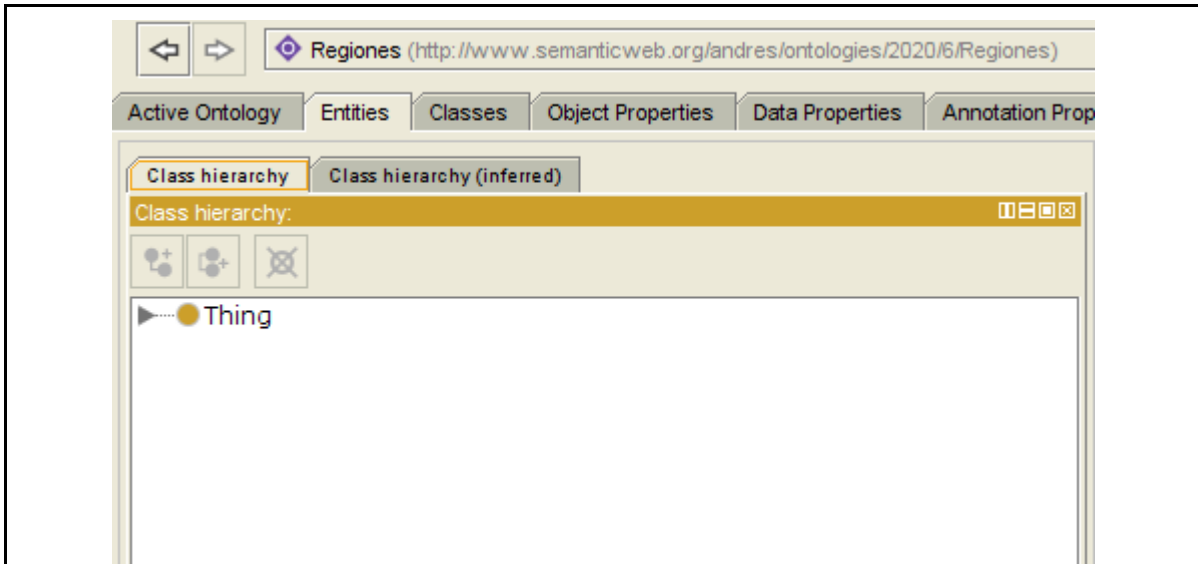 Regiones (http://www.semanticweb.org/andres/ontologies/2020/6/Regiones)
Active Ontology Entities Classes Object Properties Data Properties Annotation Prop
Class hierarchy Class hierarchy (inferred)
Class hierarchy:
Thing